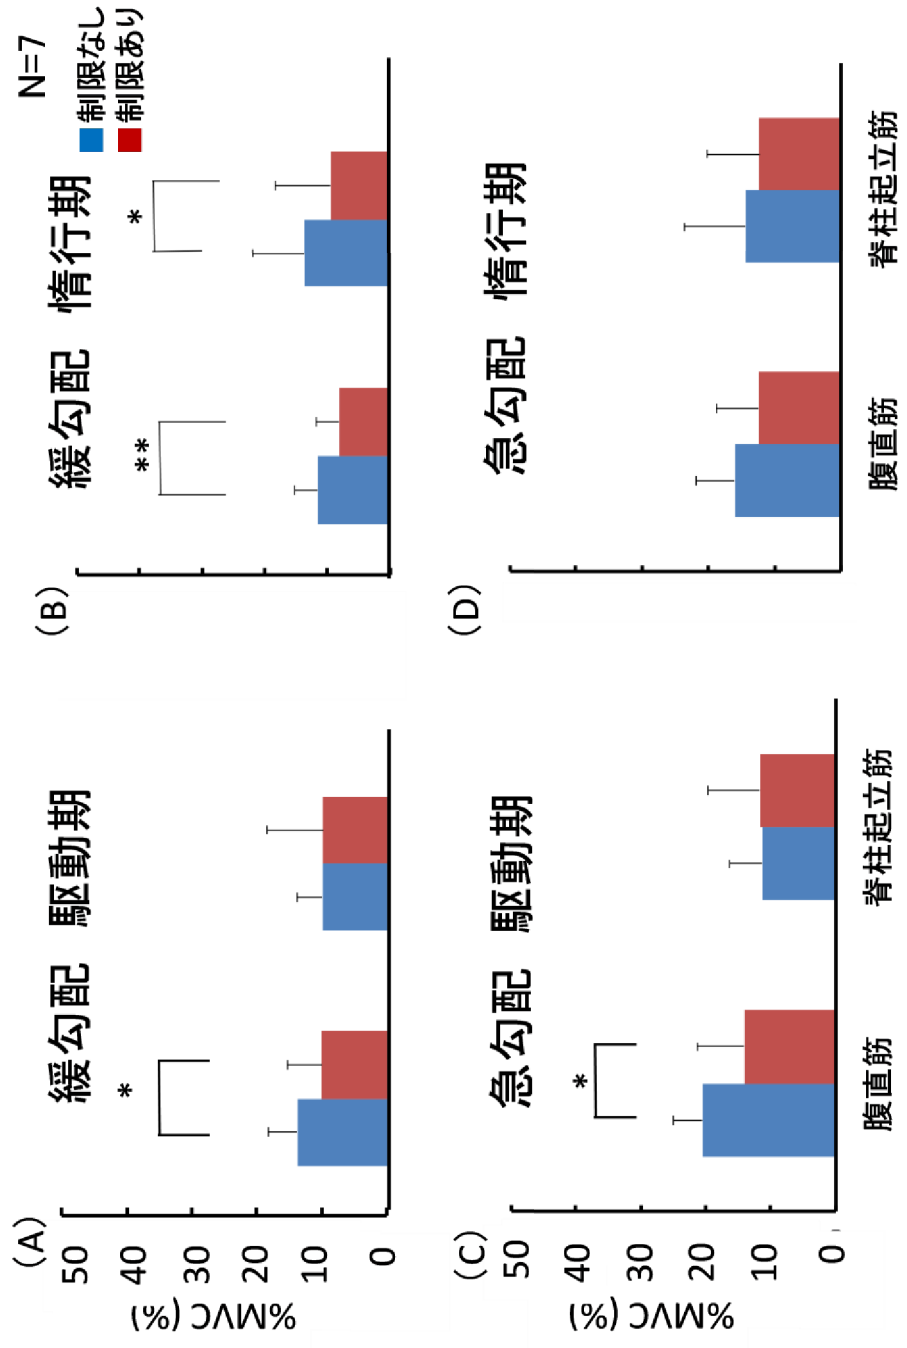 N=7
制限なし
制限あり
(A)
緩勾配 駆動期
*
%MVC (%)
50
40
30
20
10
0
(B)
緩勾配 惰行期
**
*
(C)
急勾配 駆動期
*
%MVC (%)
50
40
30
20
10
0
腹直筋
脊柱起立筋
(D)
急勾配 惰行期
腹直筋
脊柱起立筋